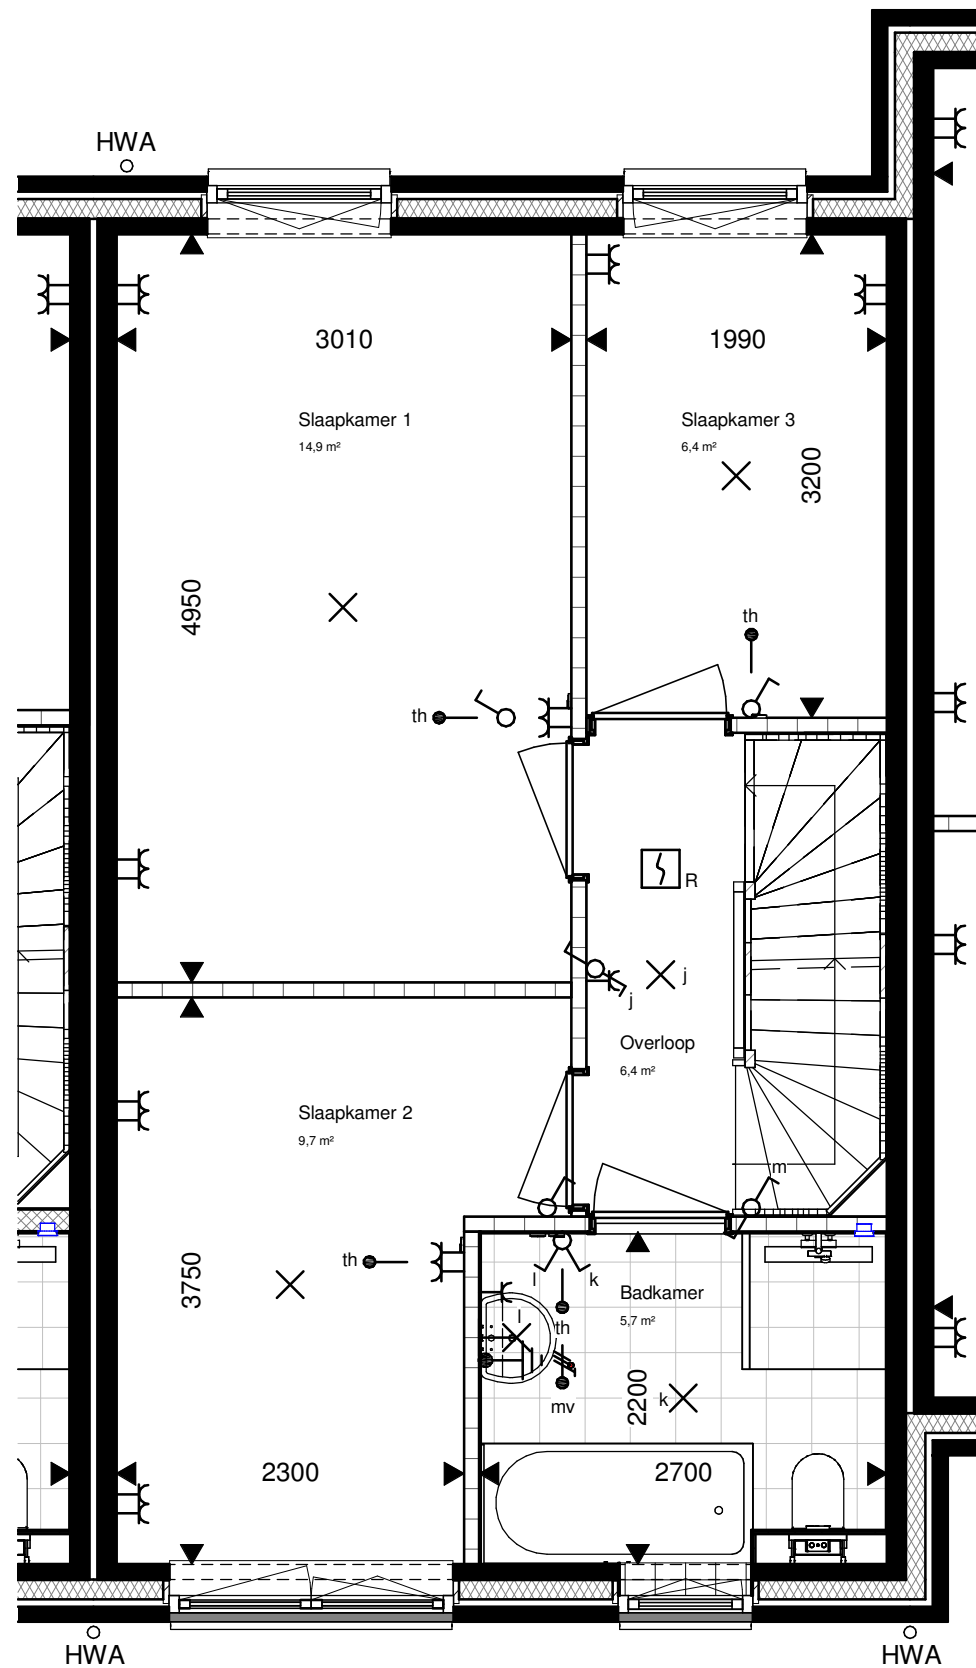 HWA
3010
1990
Slaapkamer 1
14,9 m²
Slaapkamer 3
6,4 m²
3200
4950
th
th
R
j
j
Overloop
6,4 m²
Slaapkamer 2
9,7 m²
m
th
3750
l
k
Badkamer
5,7 m²
l
th
l
mv
2200
k
2300
2700
HWA
HWA